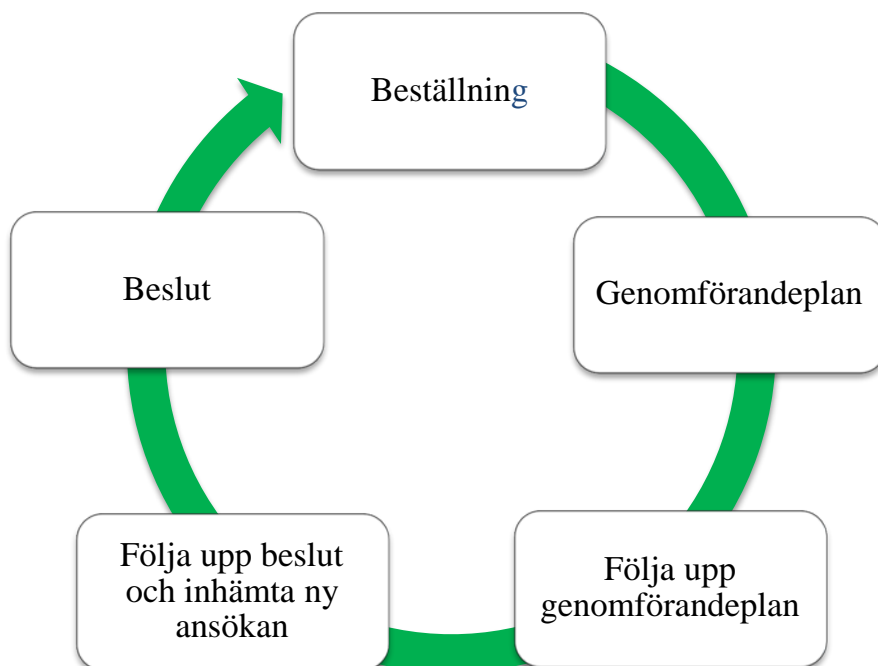 Beställning
Genomförandeplan
Följa upp
genomförandeplan
Följa upp beslut
och inhämta ny
ansökan
Beslut